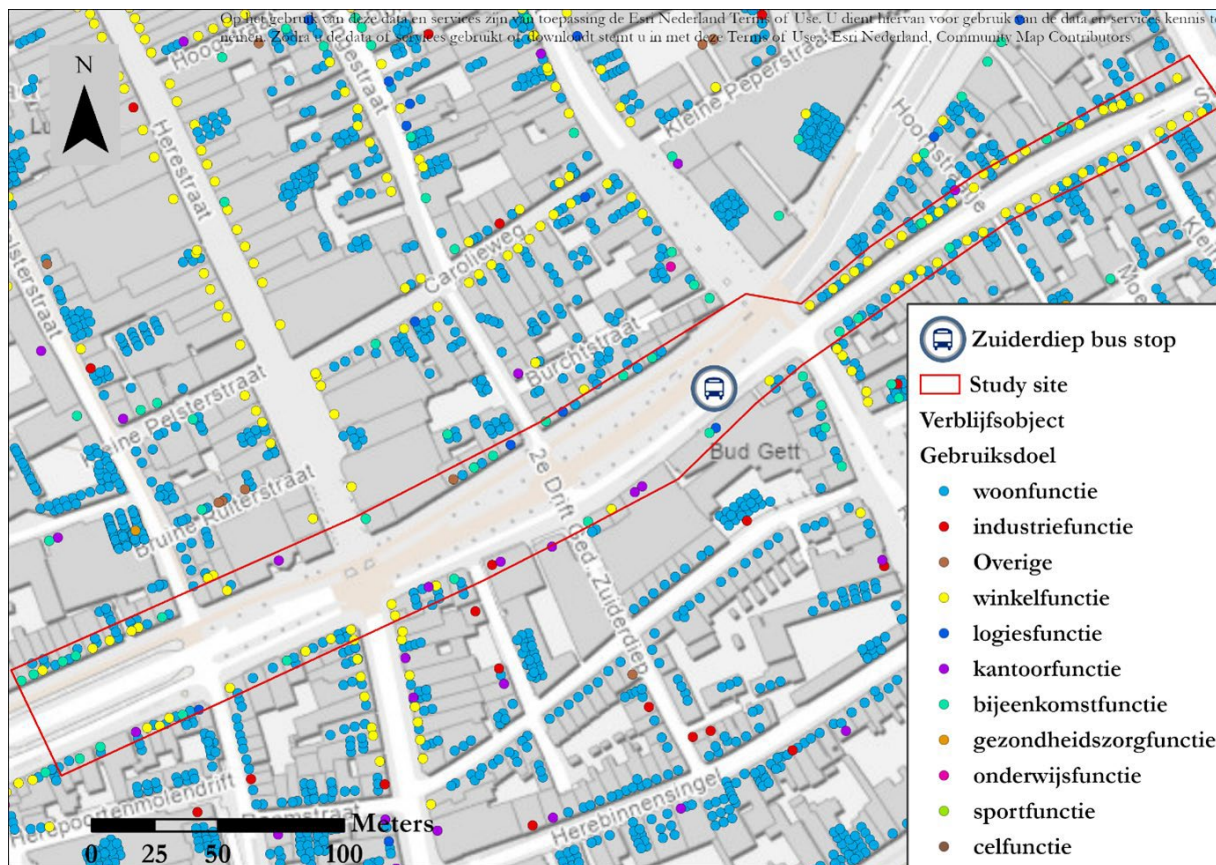 Op het gebruik van deze data en services zijn van toepassing de Esri Nederland Terms of Use. U dient hiervan voor gebruik van de data en services kennis te
nemen. Zodra u de data of services gebruikt of downloadt stemt u in met deze Terms of Use.; Esri Nederland, Community Map Contributors
N
Herestraat
Kleine Peperstraat
Hoogstraatje
Carolieweg
Burchtstraat
Kleine Pelsterstraat
Bruine Ruiterstraat
2e Drift
Ged. Zuiderdiep
Bud Gett
Herepoortenmolendrift
Herebinnensingel
Meters
0 25 50 100
Zuiderdiep bus stop
Study site
Verblijfsobject
Gebruiksdoel
woonfunctie
industriefunctie
Overige
winkelfunctie
logiesfunctie
kantoorfunctie
bijeenkomstfunctie
gezondheidszorgfunctie
onderwijsfunctie
sportfunctie
celfunctie